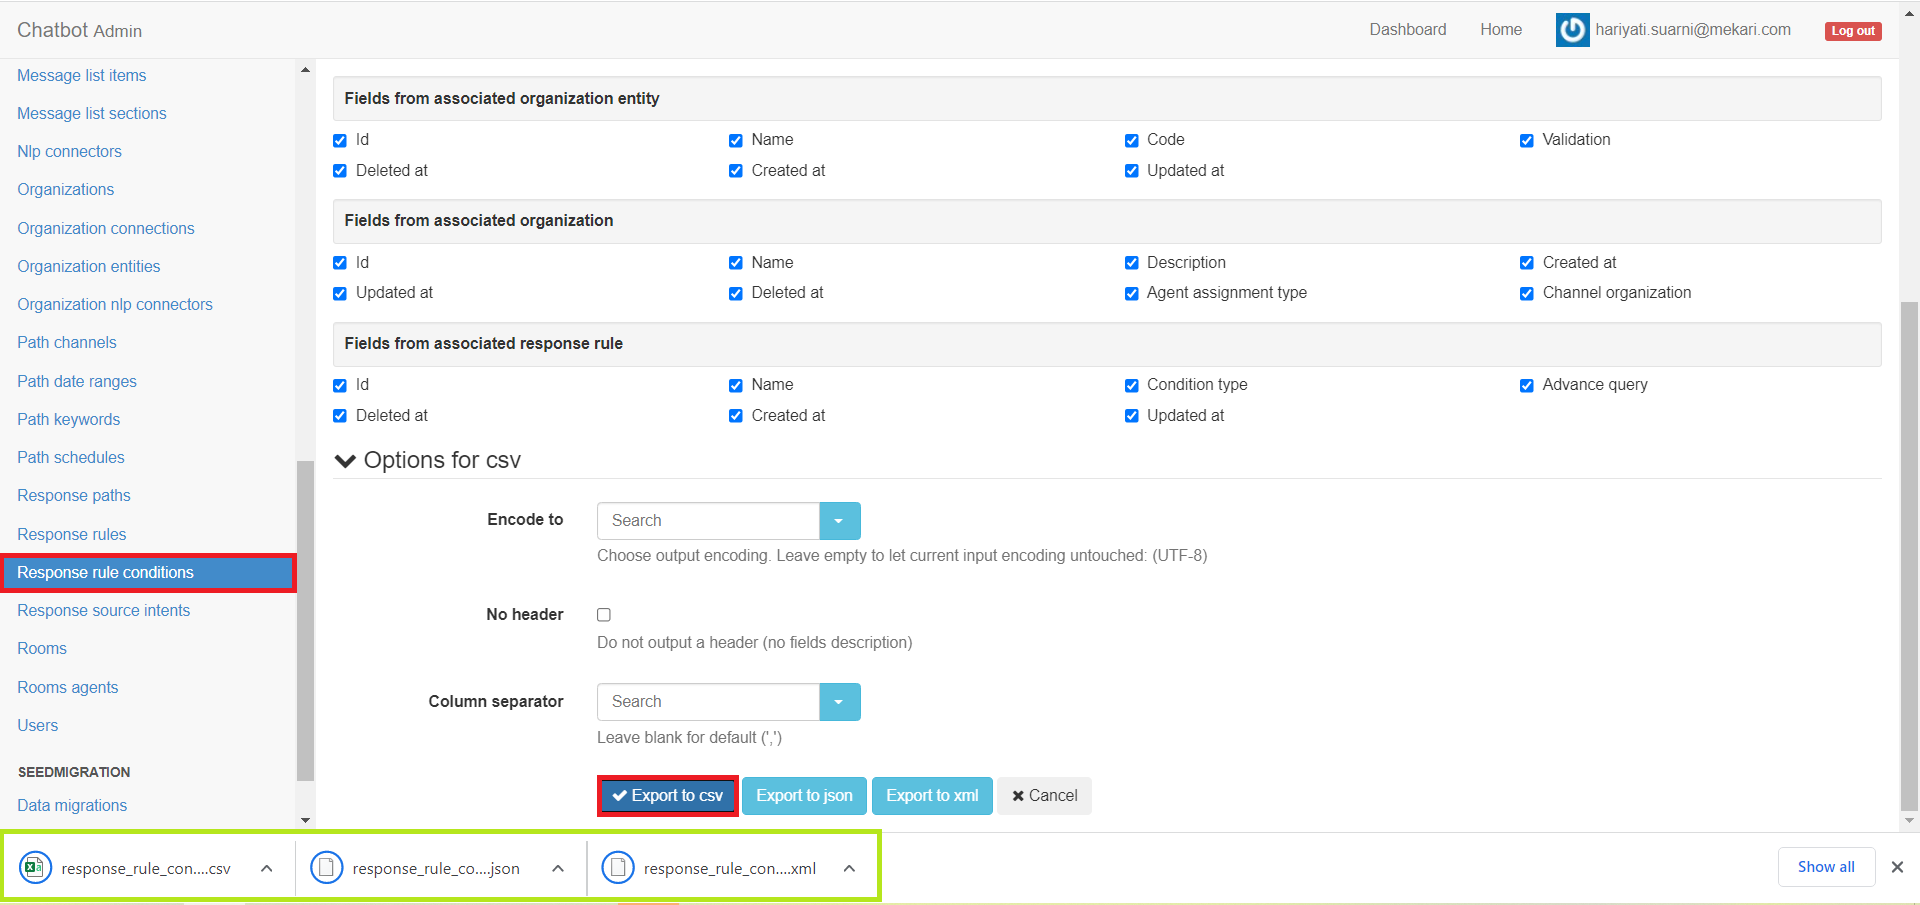 Chatbot Admin
Dashboard
Home
hariyati.suarni@mekari.com
Log out
Message list items
Message list sections
Nlp connectors
Organizations
Organization connections
Organization entities
Organization nlp connectors
Path channels
Path date ranges
Path keywords
Path schedules
Response paths
Response rules
Response rule conditions
Response source intents
Rooms
Rooms agents
Users
SEEDMIGRATION
Data migrations
Fields from associated organization entity
Id Name Code Validation
Deleted at Created at Updated at
Fields from associated organization
Id Name Description Created at
Updated at Deleted at Agent assignment type Channel organization
Fields from associated response rule
Id Name Condition type Advance query
Deleted at Created at Updated at
Options for csv
Encode to Search
Choose output encoding. Leave empty to let current input encoding untouched: (UTF-8)
No header
Do not output a header (no fields description)
Column separator Search
Leave blank for default (',')
Export to csv Export to json Export to xml Cancel
response_rule_con....csv response_rule_co....json response_rule_con....xml Show all